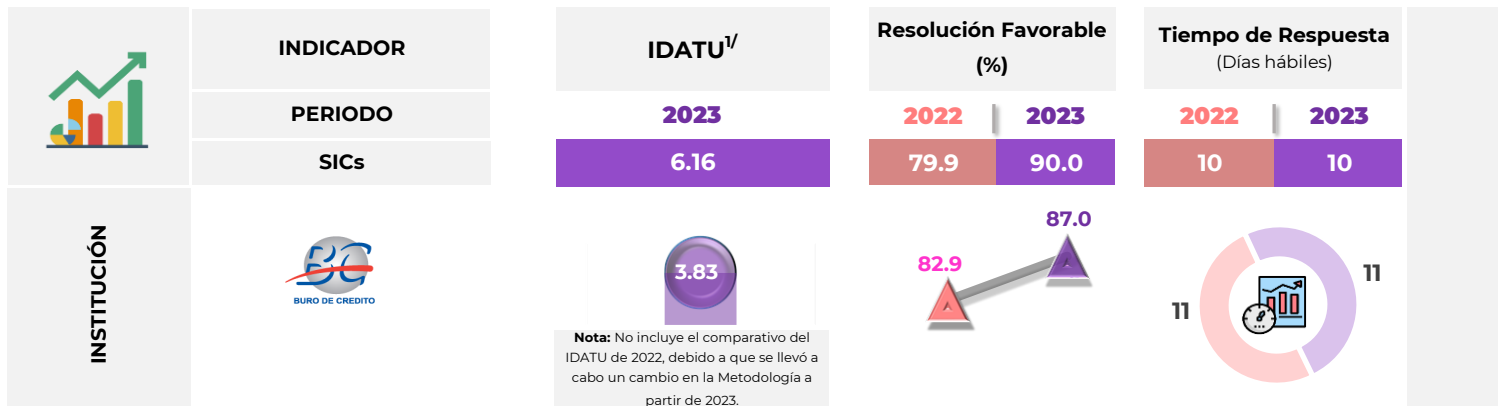 INDICADOR
IDATU1/
Resolución Favorable
(%)
Tiempo de Respuesta
(Días hábiles)
PERIODO
2023
2022 | 2023
2022 | 2023
SICs
6.16
79.9 90.0
10 10
INSTITUCIÓN
BC
BURO DE CREDITO
3.83
Nota: No incluye el comparativo del
IDATU de 2022, debido a que se llevó a
cabo un cambio en la Metodología a
partir de 2023.
82.9
87.0
11
11